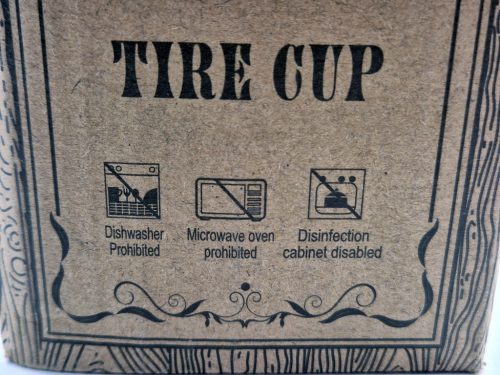 TIRE CUP
Dishwasher Prohibited
Microwave oven prohibited
Disinfection cabinet disabled